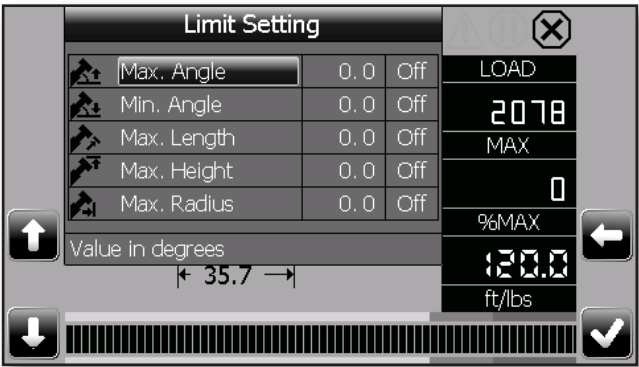 Limit Setting
Max. Angle 0.0 Off
Min. Angle 0.0 Off
Max. Length 0.0 Off
Max. Height 0.0 Off
Max. Radius 0.0 Off
Value in degrees
35.7
LOAD
2078
MAX
0
%MAX
120.0
ft/lbs